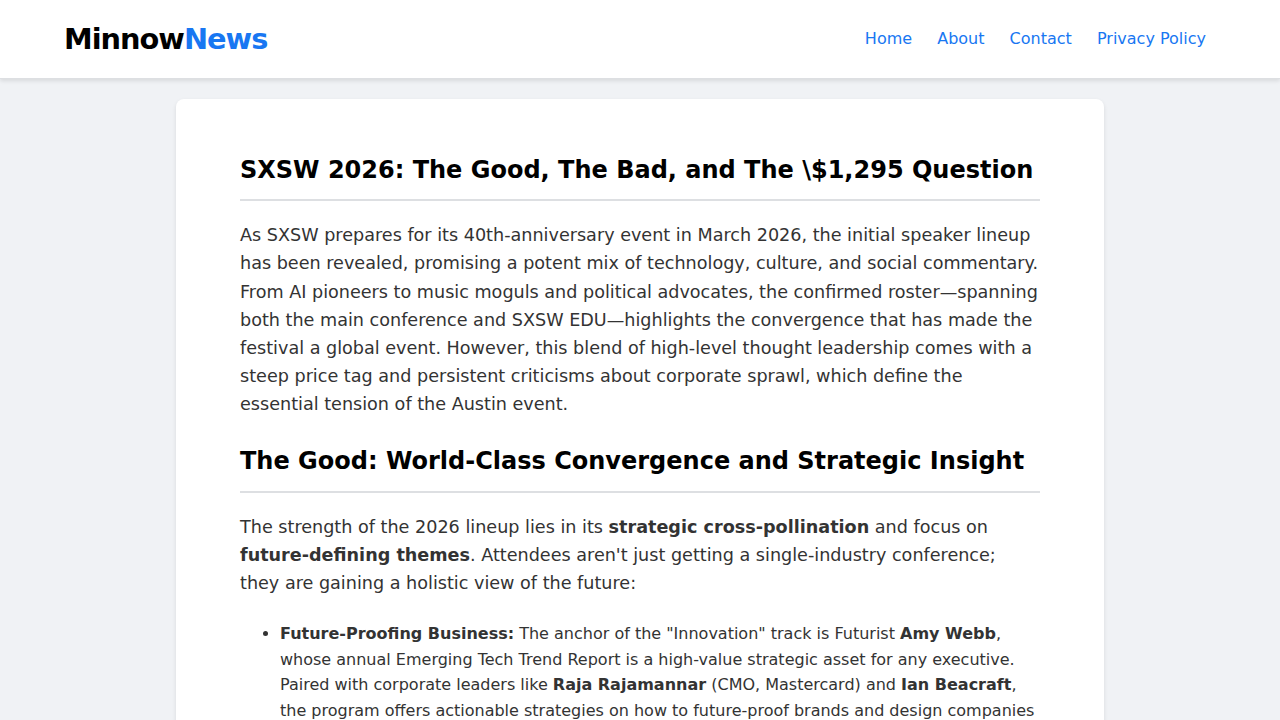 MinnowNews
Home About Contact Privacy Policy
SXSW 2026: The Good, The Bad, and The \$1,295 Question
As SXSW prepares for its 40th-anniversary event in March 2026, the initial speaker lineup
has been revealed, promising a potent mix of technology, culture, and social commentary.
From AI pioneers to music moguls and political advocates, the confirmed roster—spanning
both the main conference and SXSW EDU—highlights the convergence that has made the
festival a global event. However, this blend of high-level thought leadership comes with a
steep price tag and persistent criticisms about corporate sprawl, which define the
essential tension of the Austin event.
The Good: World-Class Convergence and Strategic Insight
The strength of the 2026 lineup lies in its strategic cross-pollination and focus on
future-defining themes. Attendees aren't just getting a single-industry conference;
they are gaining a holistic view of the future:
• Future-Proofing Business: The anchor of the "Innovation" track is Futurist Amy Webb,
whose annual Emerging Tech Trend Report is a high-value strategic asset for any executive.
Paired with corporate leaders like Raja Rajamannar (CMO, Mastercard) and Ian Beacraft,
the program offers actionable strategies on how to future-proof brands and design companies